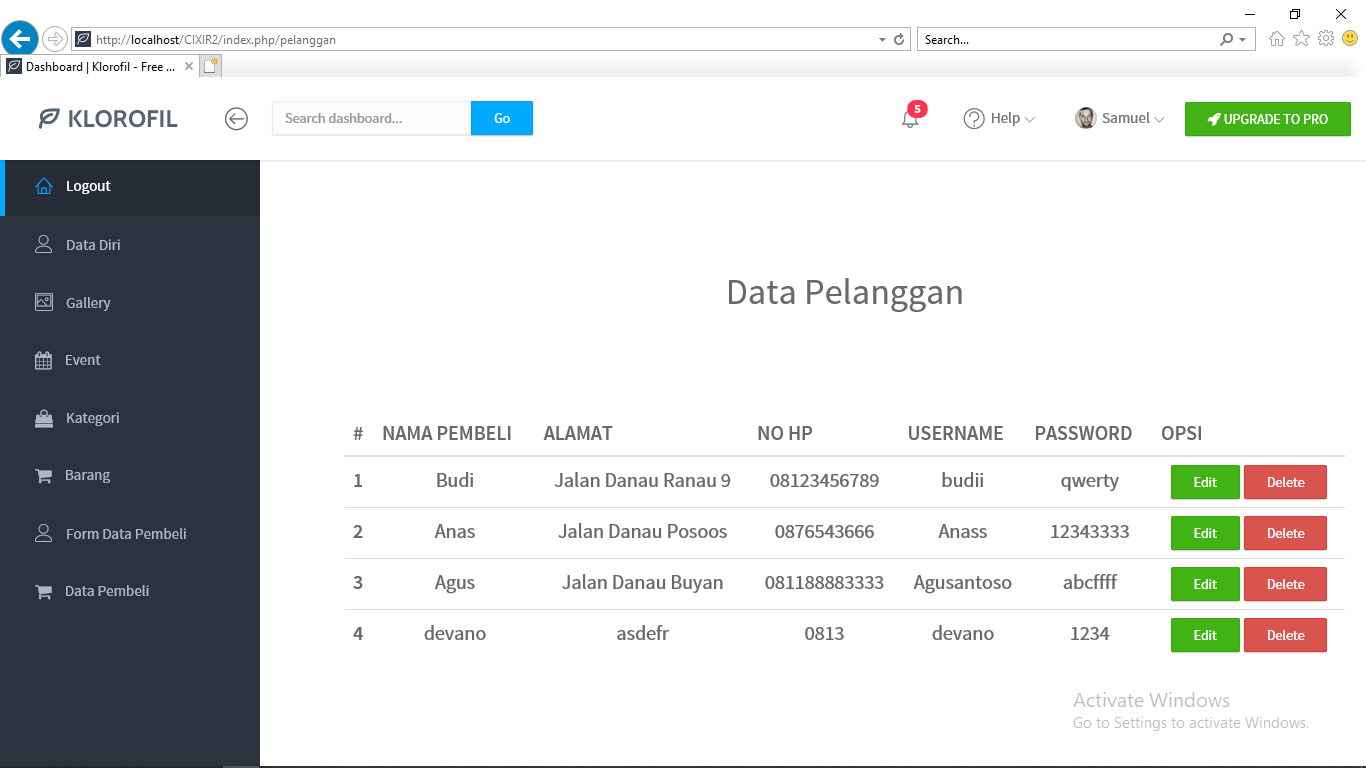 http://localhost/CIXIR2/index.php/pelanggan
Search...
Dashboard | Klorofil - Free ...
KLOROFIL
Search dashboard...
Go
5
Help
Samuel
UPGRADE TO PRO
Logout
Data Diri
Gallery
Event
Kategori
Barang
Form Data Pembeli
Data Pembeli
Data Pelanggan
# NAMA PEMBELI ALAMAT NO HP USERNAME PASSWORD OPSI
1 Budi Jalan Danau Ranau 9 08123456789 budii qwerty Edit Delete
2 Anas Jalan Danau Posoos 0876543666 Anass 12343333 Edit Delete
3 Agus Jalan Danau Buyan 081188883333 Agusantoso abcffff Edit Delete
4 devano asdefr 0813 devano 1234 Edit Delete
Activate Windows
Go to Settings to activate Windows.